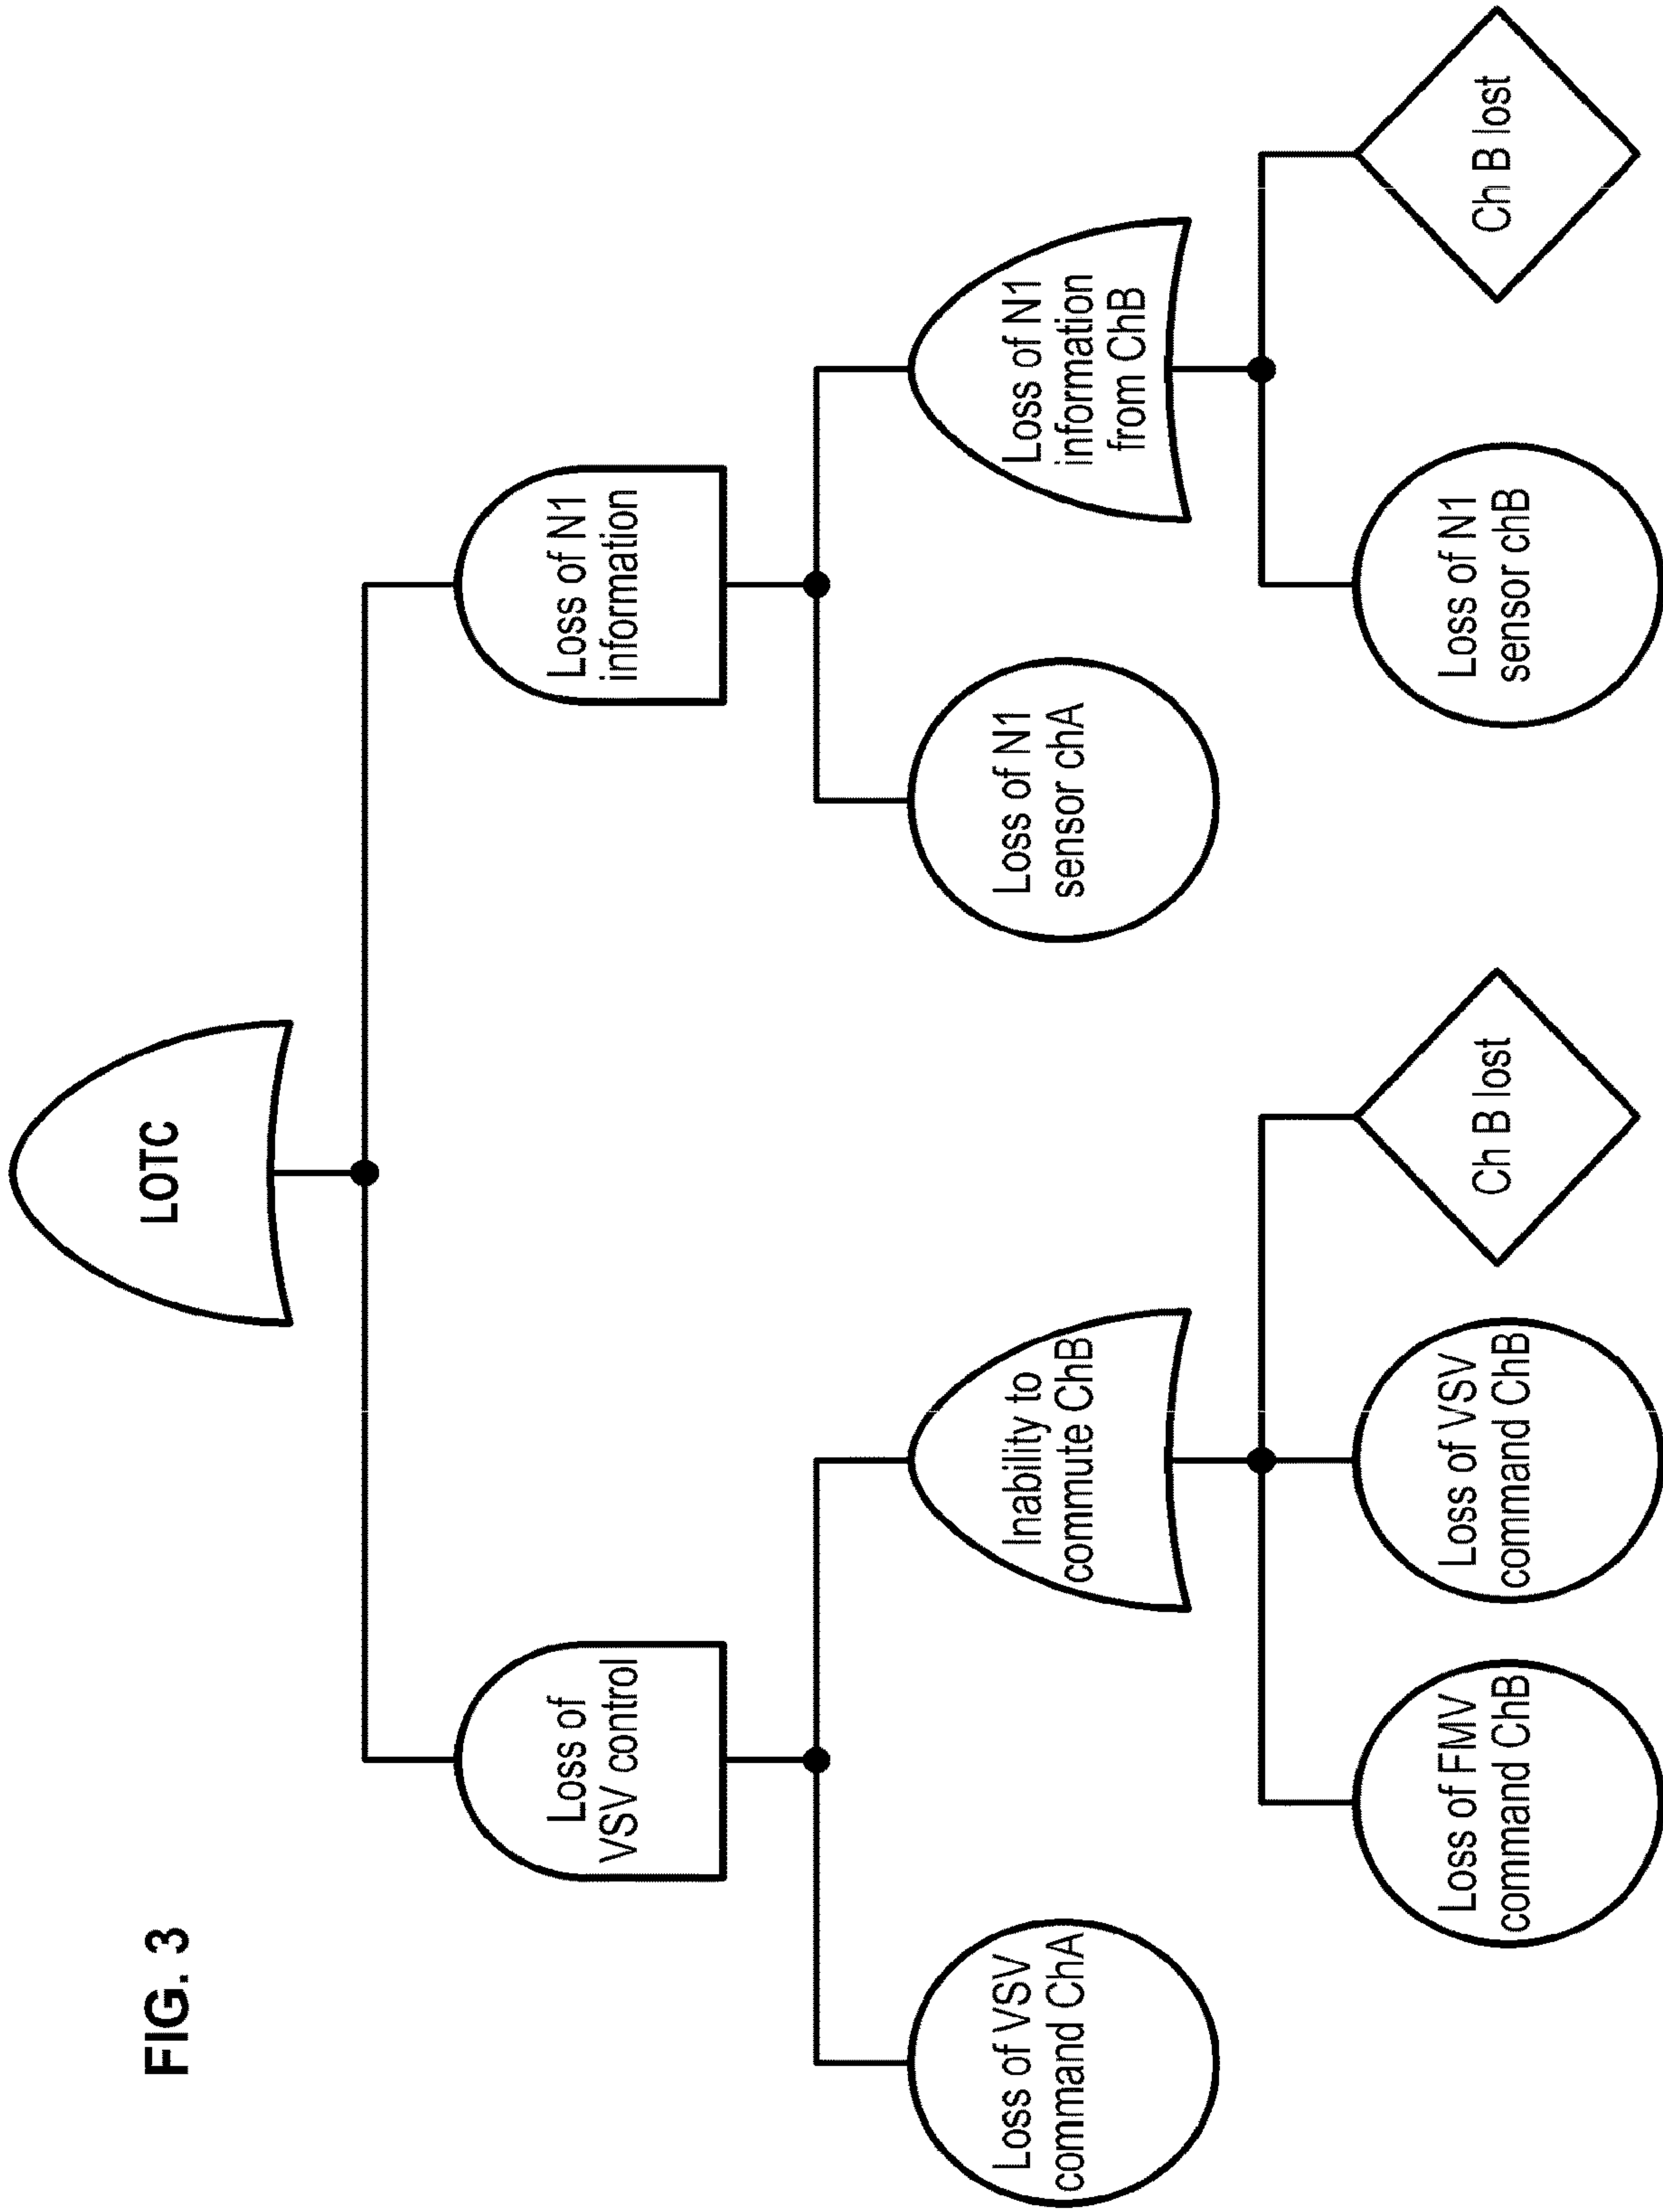 FIG. 3
LOTC
Loss of
VSV control
Loss of N1
information
Loss of VSV
command ChA
Inability to
commute ChB
Loss of N1
sensor chA
Loss of N1
information
from ChB
Loss of FMV
command ChB
Loss of VSV
command ChB
Ch B lost
Loss of N1
sensor chB
Ch B lost